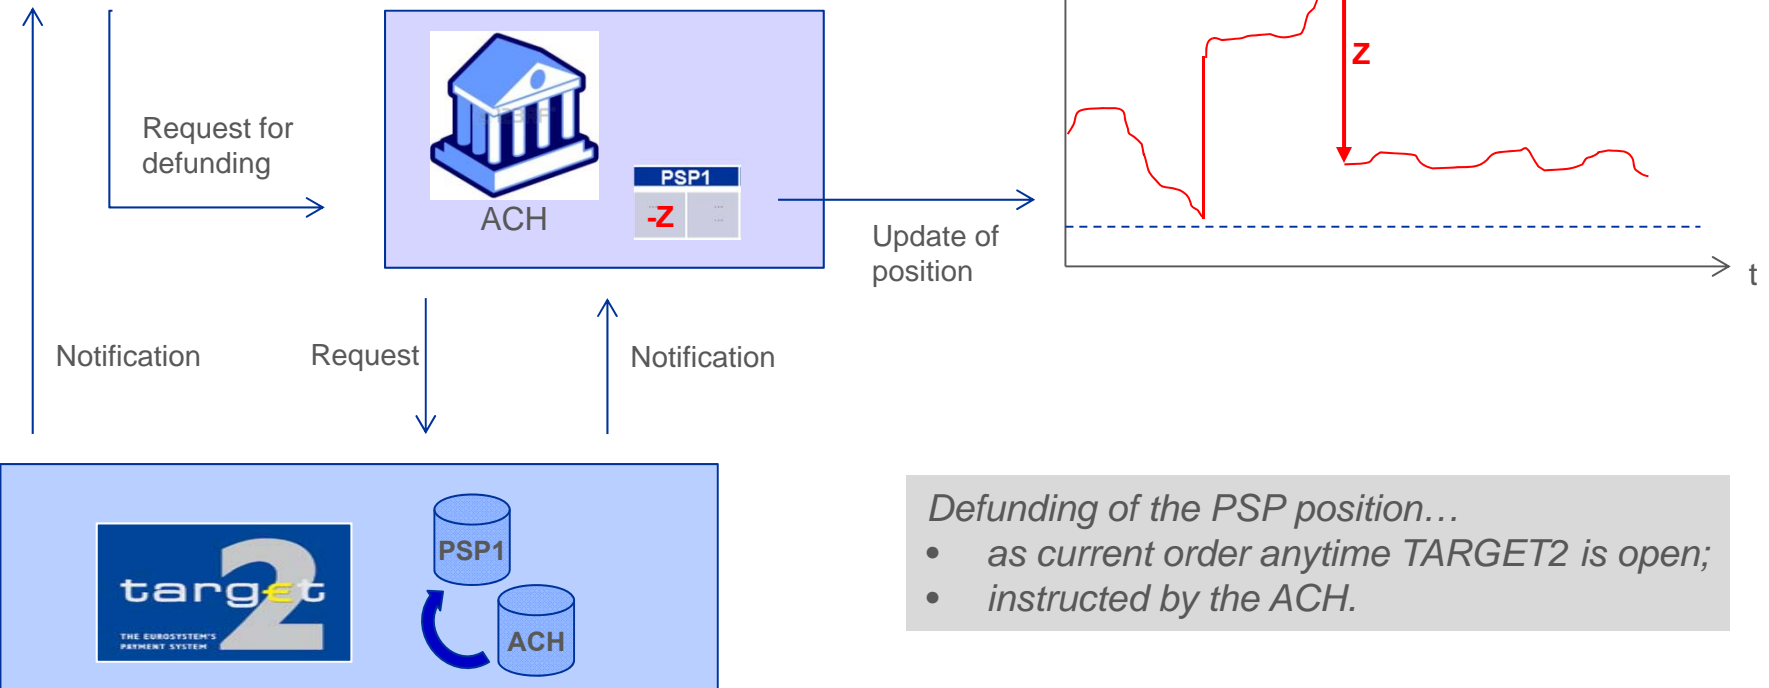 Z
Request for
defunding
PSP1
...
...
...
-Z
ACH
Update of
position
t
Notification
Request
Notification
PSP1
ACH
target
2
THE EUROSYSTEM'S
PAYMENT SYSTEM
Defunding of the PSP position…
• as current order anytime TARGET2 is open;
• instructed by the ACH.